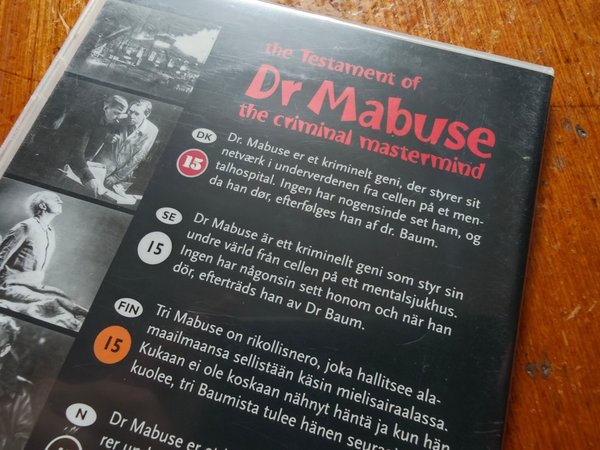 the Testament of
Dr Mabuse
the criminal mastermind
DK
15
Dr. Mabuse er et kriminelt geni, der styrer sit
netværk i underverdenen fra cellen på et men-
talhospital. Ingen har nogensinde set ham, og
da han dør, efterfølges han af dr. Baum.
SE
15
Dr Mabuse är ett kriminellt geni som styr sin
undre värld från cellen på ett mentalsjukhus.
Ingen har någonsin sett honom och när han
dör, efterträds han av Dr Baum.
FIN
15
Tri Mabuse on rikollisnero, joka hallitsee ala-
maailmaansa sellistään käsin mielisairaalassa.
Kukaan ei ole koskaan nähnyt häntä ja kun hän
kuolee, tri Baumista tulee hänen
N
Dr Mabuse er